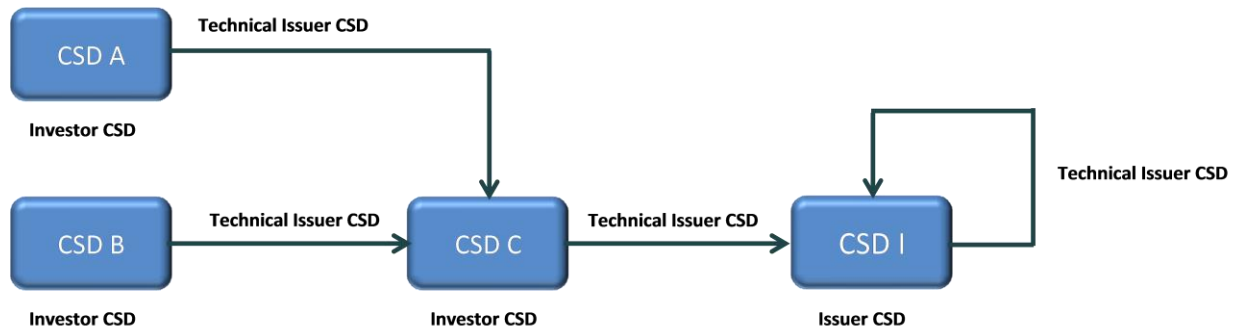 Technical Issuer CSD
CSD A
Investor CSD
Technical Issuer CSD
CSD B
Technical Issuer CSD
CSD C
Technical Issuer CSD
CSD I
Investor CSD
Investor CSD
Issuer CSD